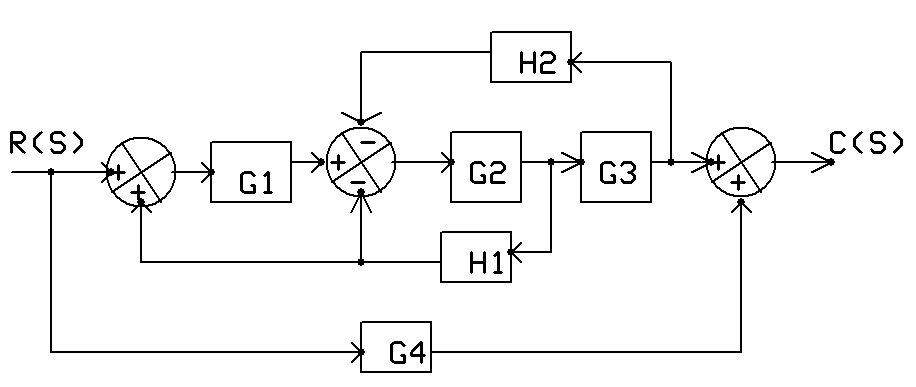 H2
R(S)
C(S)
+
G1
+
-
G2
G3
+
+
-
+
H1
G4